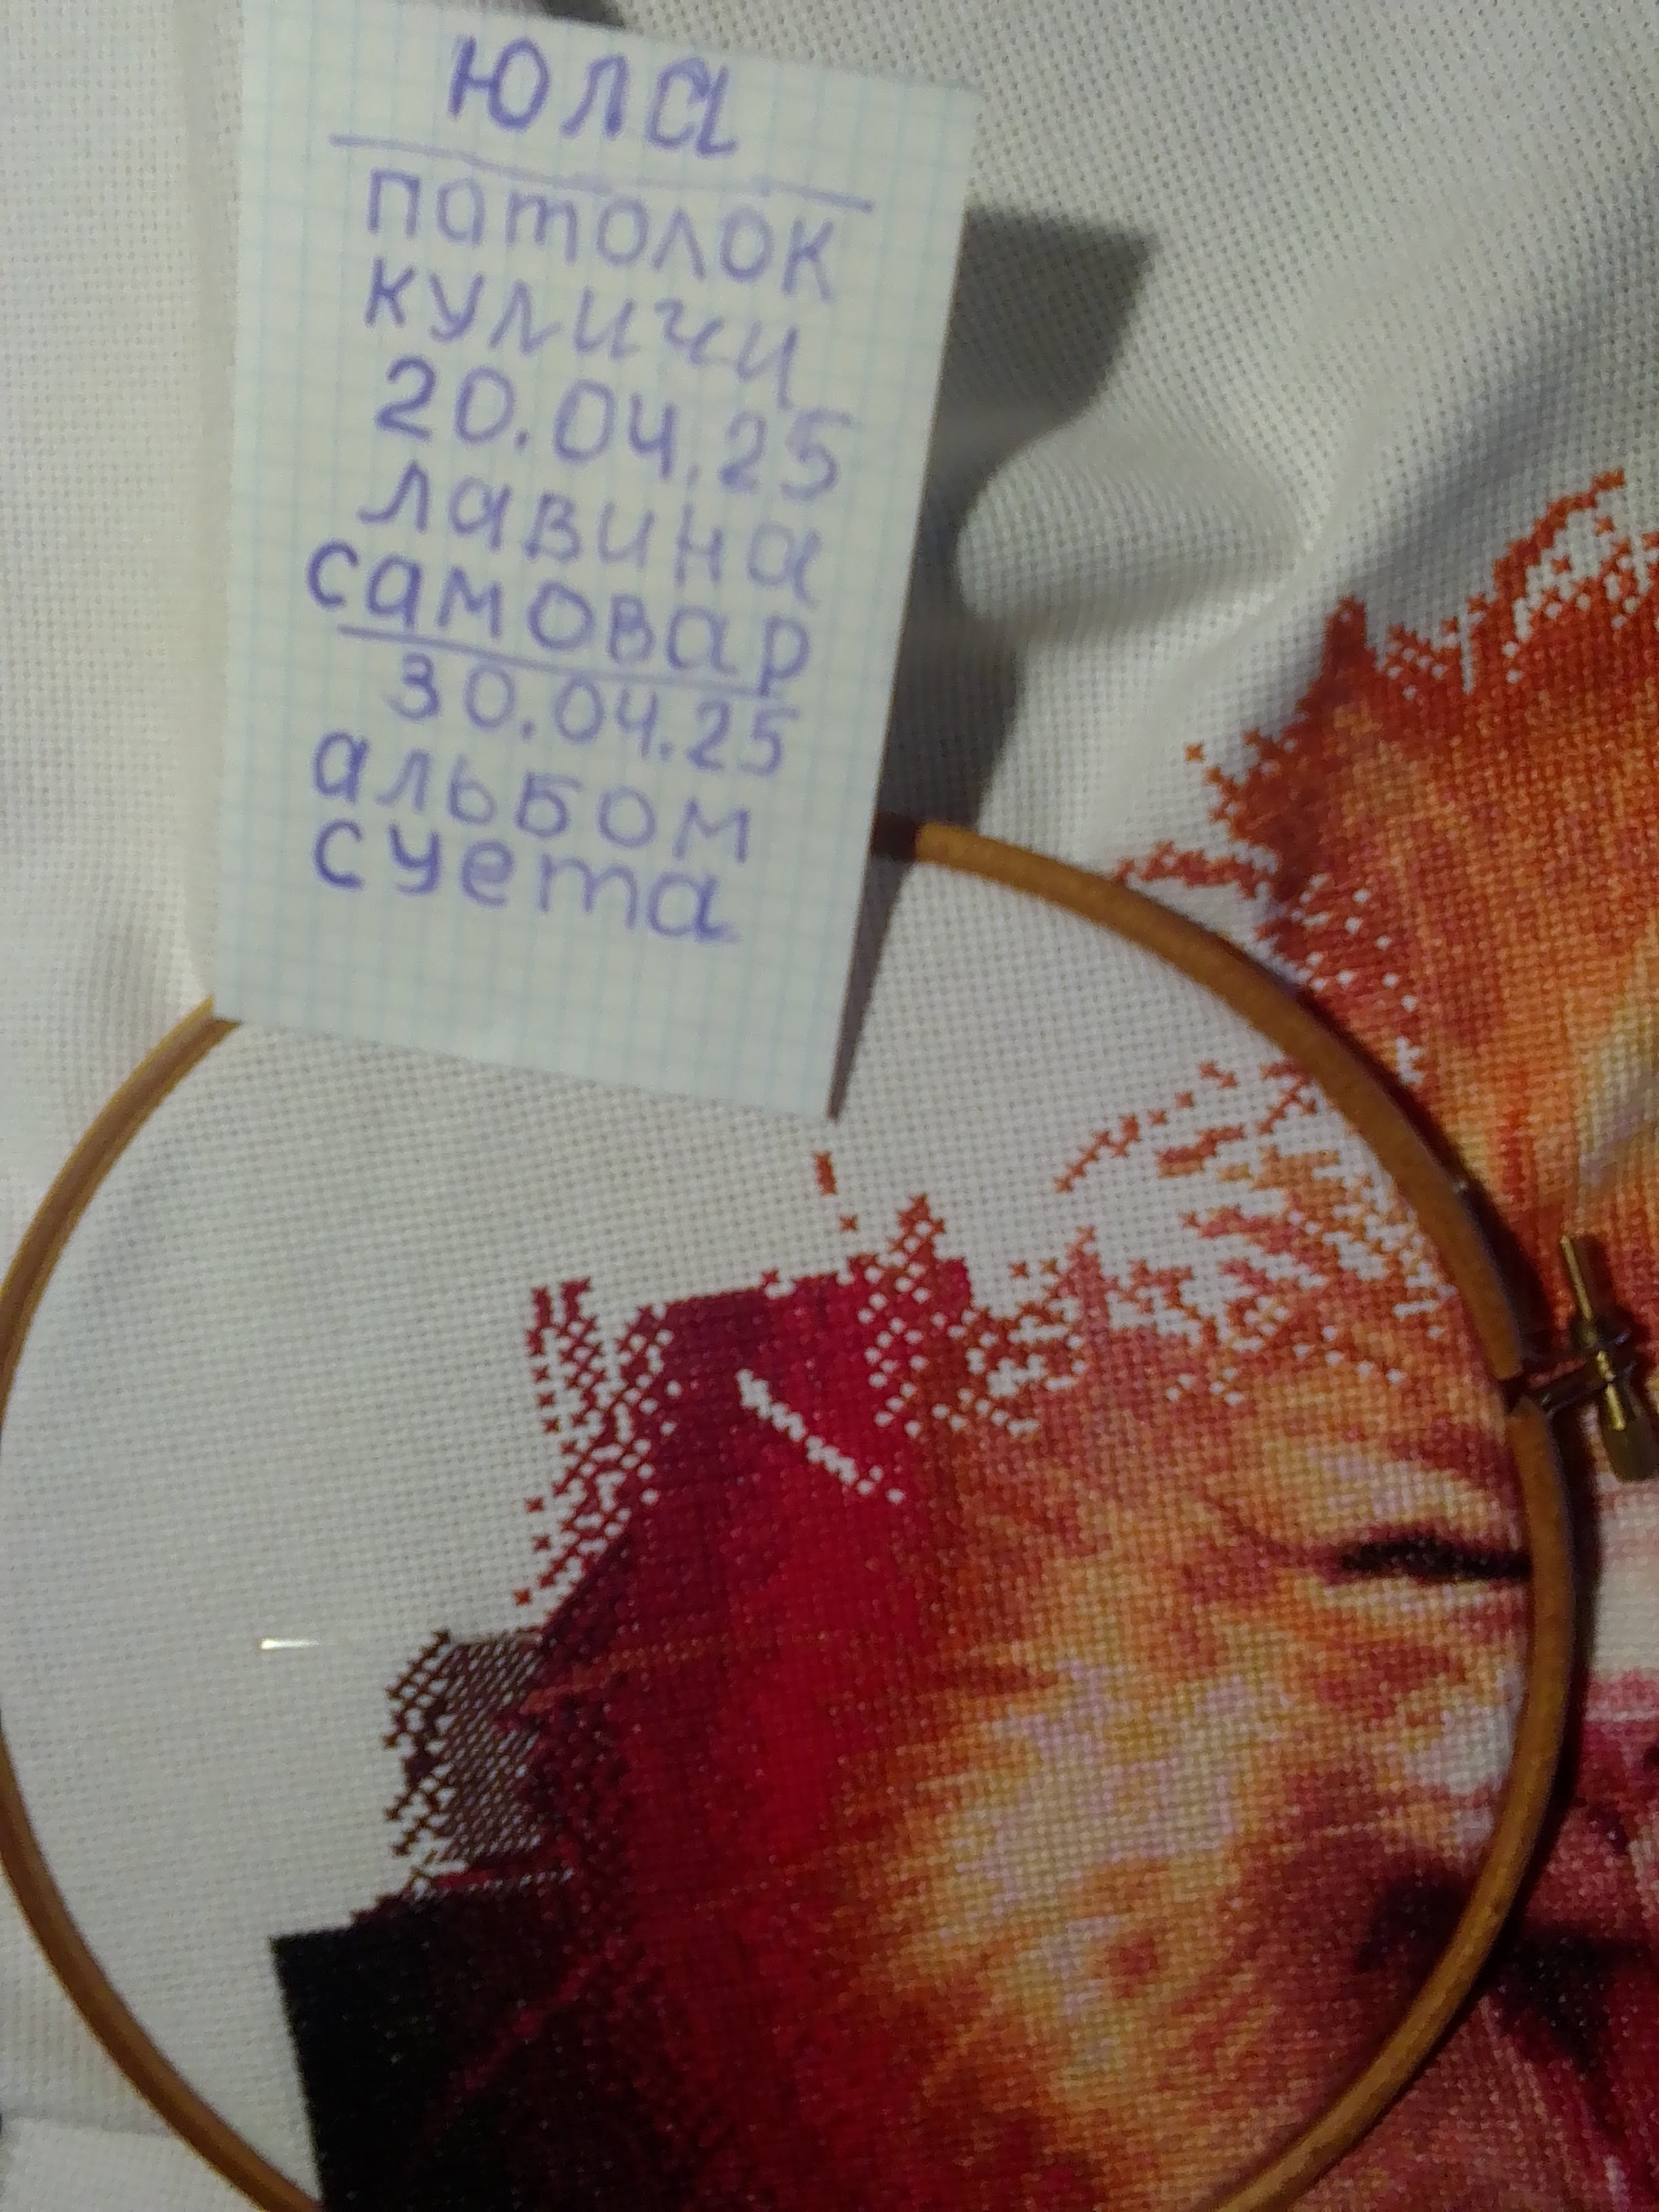 юла
патолок
куличи
20.04.25
лавина
самовар
30.04.25
альбом
суета